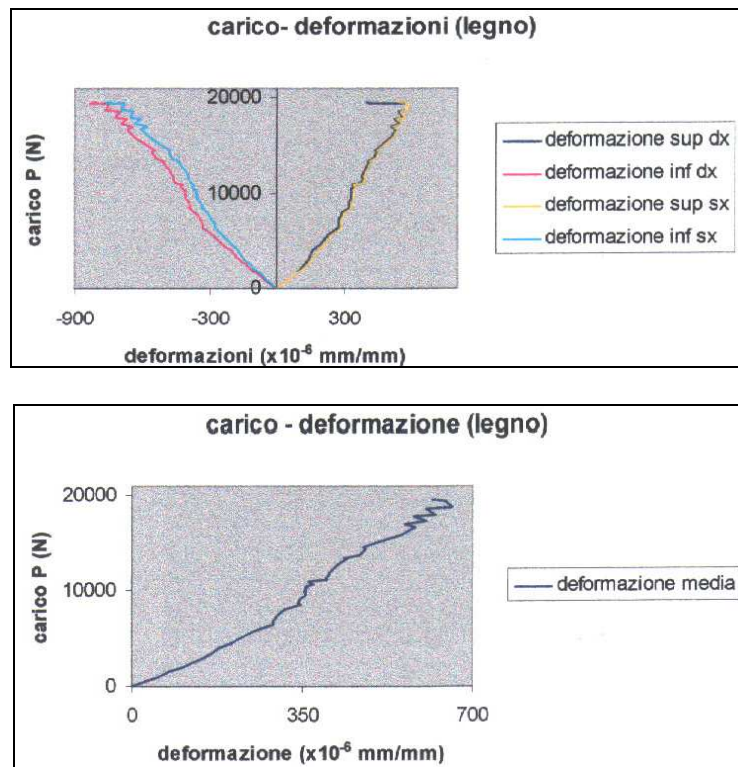 carico- deformazioni (legno)
20000
10000
0
carico P (N)
-900 -300 300
deformazioni (x10⁻⁶ mm/mm)
deformazione sup dx
deformazione inf dx
deformazione sup sx
deformazione inf sx
carico - deformazione (legno)
20000
10000
0
carico P (N)
0 350 700
deformazione (x10⁻⁶ mm/mm)
deformazione media